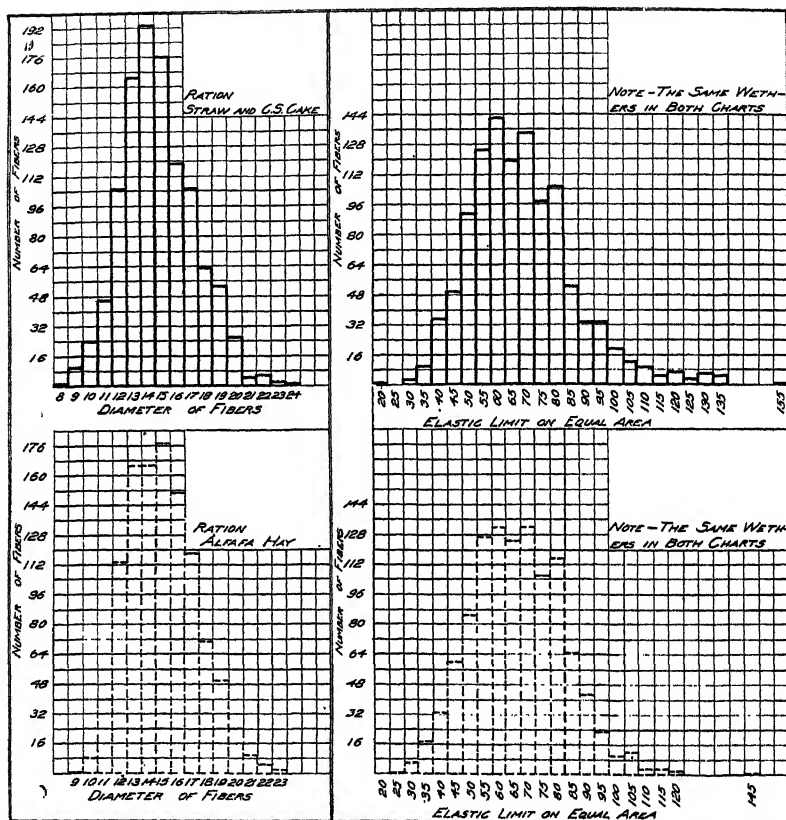 192
176
160
144
128
112
96
80
64
48
32
16
NUMBER OF FIBERS
RATION
STRAW AND C.S. CAKE
8 9 10 11 12 13 14 15 16 17 18 19 20 21 22 23 24
DIAMETER OF FIBERS
NOTE-THE SAME WETH-
ERS IN BOTH CHARTS
144
128
112
96
80
64
48
32
16
NUMBER OF FIBERS
20 25 30 35 40 45 50 55 60 65 70 75 80 85 90 95 100 105 110 115 120 125 130 135 155
ELASTIC LIMIT ON EQUAL AREA
176
160
144
128
112
96
80
64
48
32
16
NUMBER OF FIBERS
RATION
ALFAFA HAY
9 10 11 12 13 14 15 16 17 18 19 20 21 22 23
DIAMETER OF FIBERS
NOTE-THE SAME WETH-
ERS IN BOTH CHARTS
144
128
112
96
80
64
48
32
16
NUMBER OF FIBERS
20 25 30 35 40 45 50 55 60 65 70 75 80 85 90 95 100 105 110 115 120 145
ELASTIC LIMIT ON EQUAL AREA